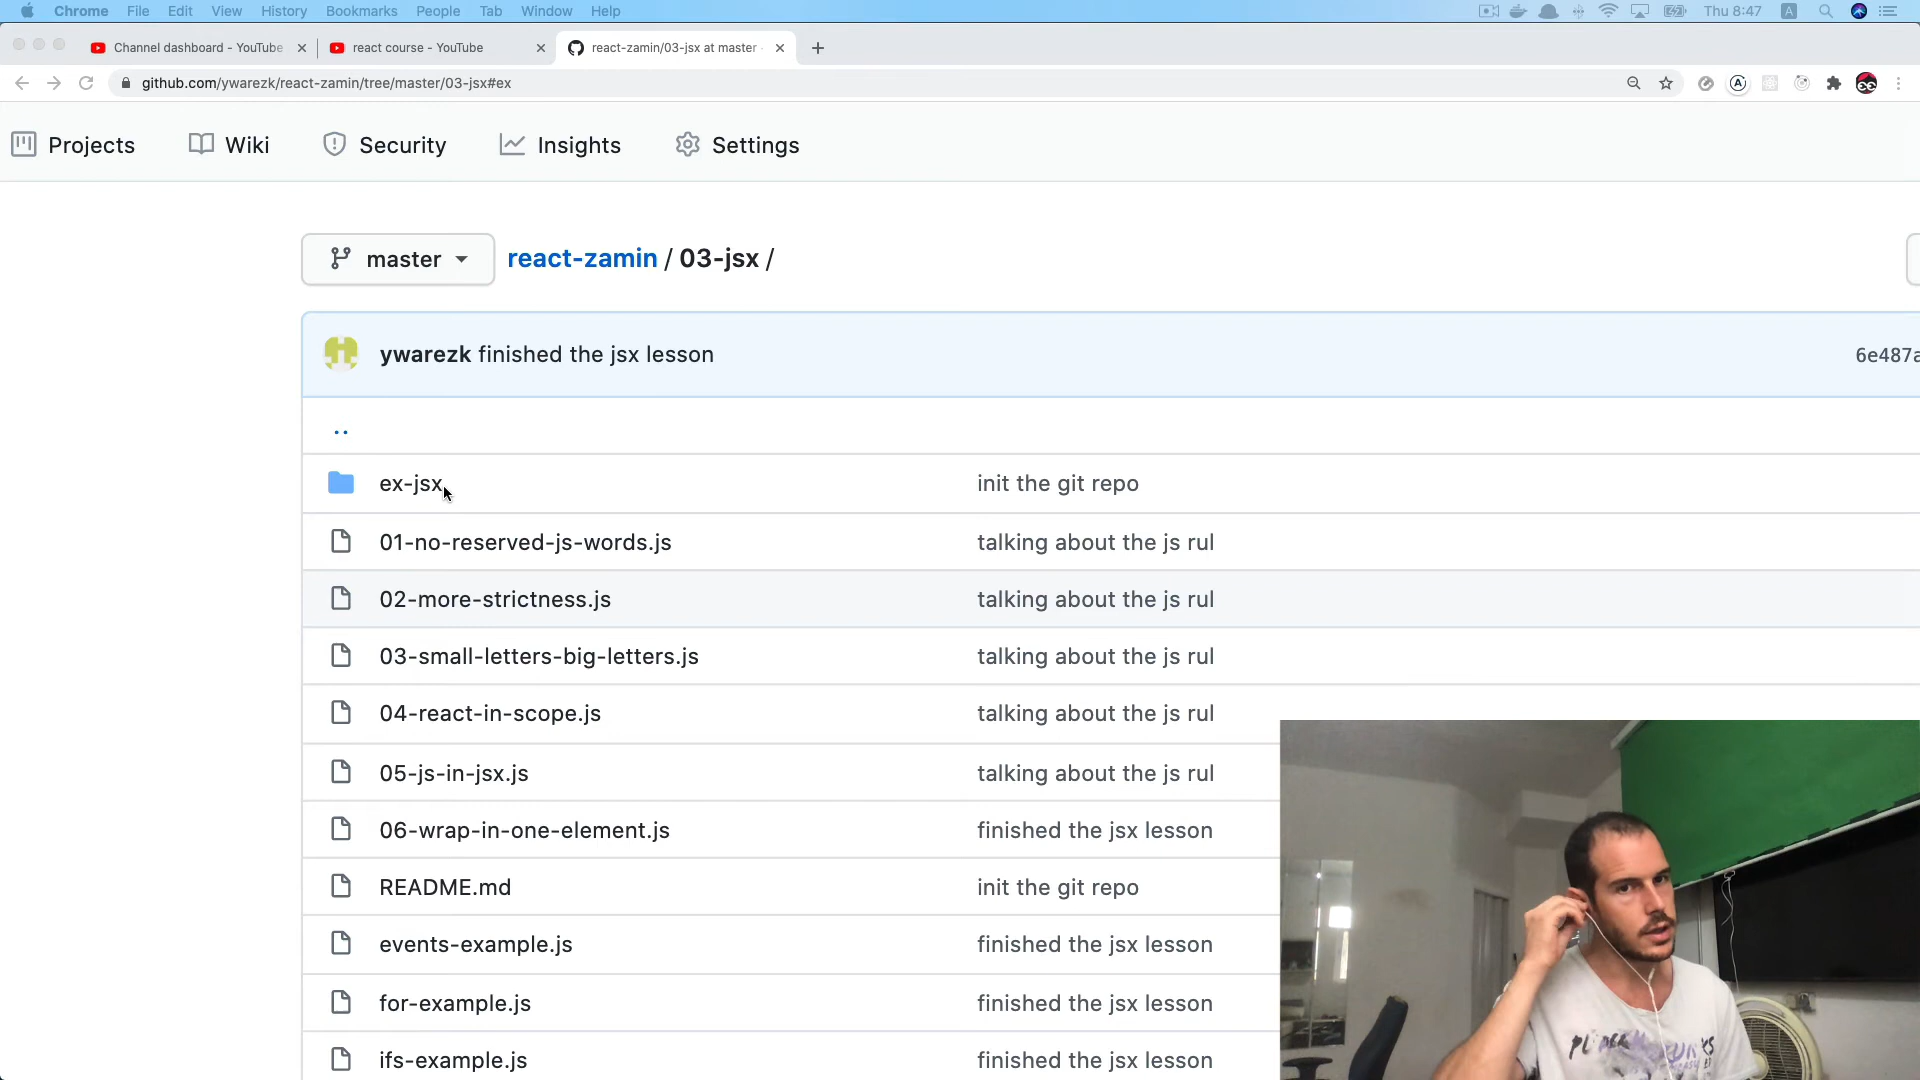 Chrome File Edit View History Bookmarks People Tab Window Help Thu 8:47 A
Channel dashboard - YouTube react course - YouTube react-zamin/03-jsx at master
github.com/ywarezk/react-zamin/tree/master/03-jsx#ex
Projects Wiki Security Insights Settings
master react-zamin / 03-jsx /
ywarezk finished the jsx lesson 6e487a
..
ex-jsx init the git repo
01-no-reserved-js-words.js talking about the js rul
02-more-strictness.js talking about the js rul
03-small-letters-big-letters.js talking about the js rul
04-react-in-scope.js talking about the js rul
05-js-in-jsx.js talking about the js rul
06-wrap-in-one-element.js finished the jsx lesson
README.md init the git repo
events-example.js finished the jsx lesson
for-example.js finished the jsx lesson
ifs-example.js finished the jsx lesson